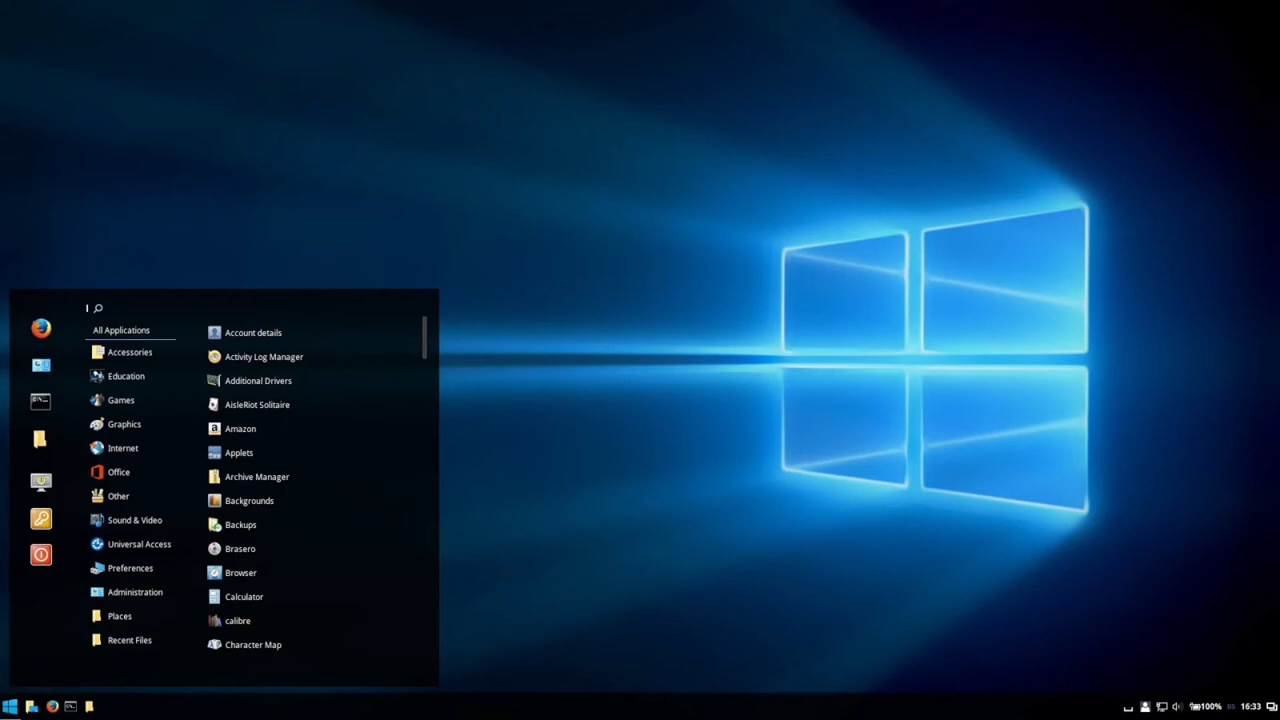 All Applications
Accessories
Education
Games
Graphics
Internet
Office
Other
Sound & Video
Universal Access
Preferences
Administration
Places
Recent Files
Account details
Activity Log Manager
Additional Drivers
AisleRiot Solitaire
Amazon
Applets
Archive Manager
Backgrounds
Backups
Brasero
Browser
Calculator
calibre
Character Map
100% US 16:33